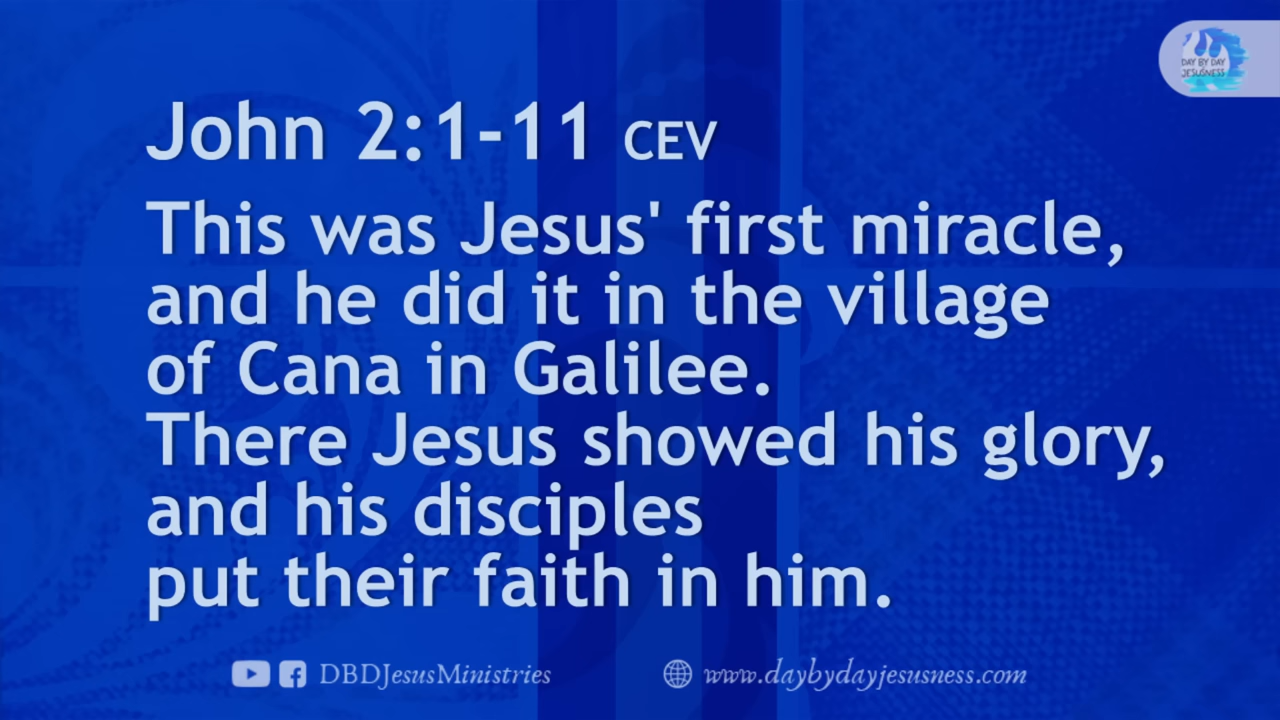 DAY BY DAY
JESUSNESS
John 2:1-11 CEV
This was Jesus' first miracle,
and he did it in the village
of Cana in Galilee.
There Jesus showed his glory,
and his disciples
put their faith in him.
DBDJesusMinistries
www.daybydayjesusness.com